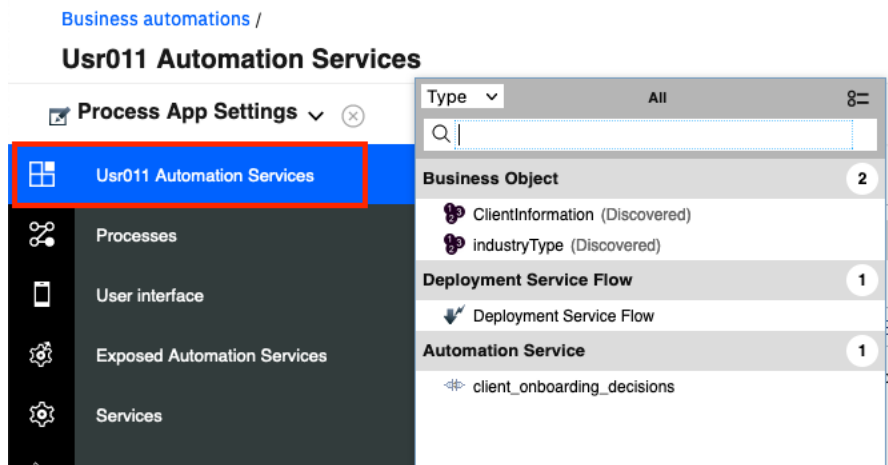 Business automations /
Usr011 Automation Services
Process App Settings
Usr011 Automation Services
Processes
User interface
Exposed Automation Services
Services
Type
All
Business Object 2
ClientInformation (Discovered)
industryType (Discovered)
Deployment Service Flow 1
Deployment Service Flow
Automation Service 1
client_onboarding_decisions